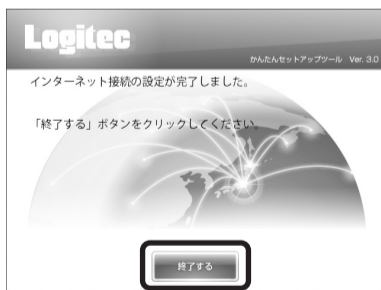 Logitec
かんたんセットアップツール Ver. 3.0
インターネット接続の設定が完了しました。
「終了する」ボタンをクリックしてください。
終了する